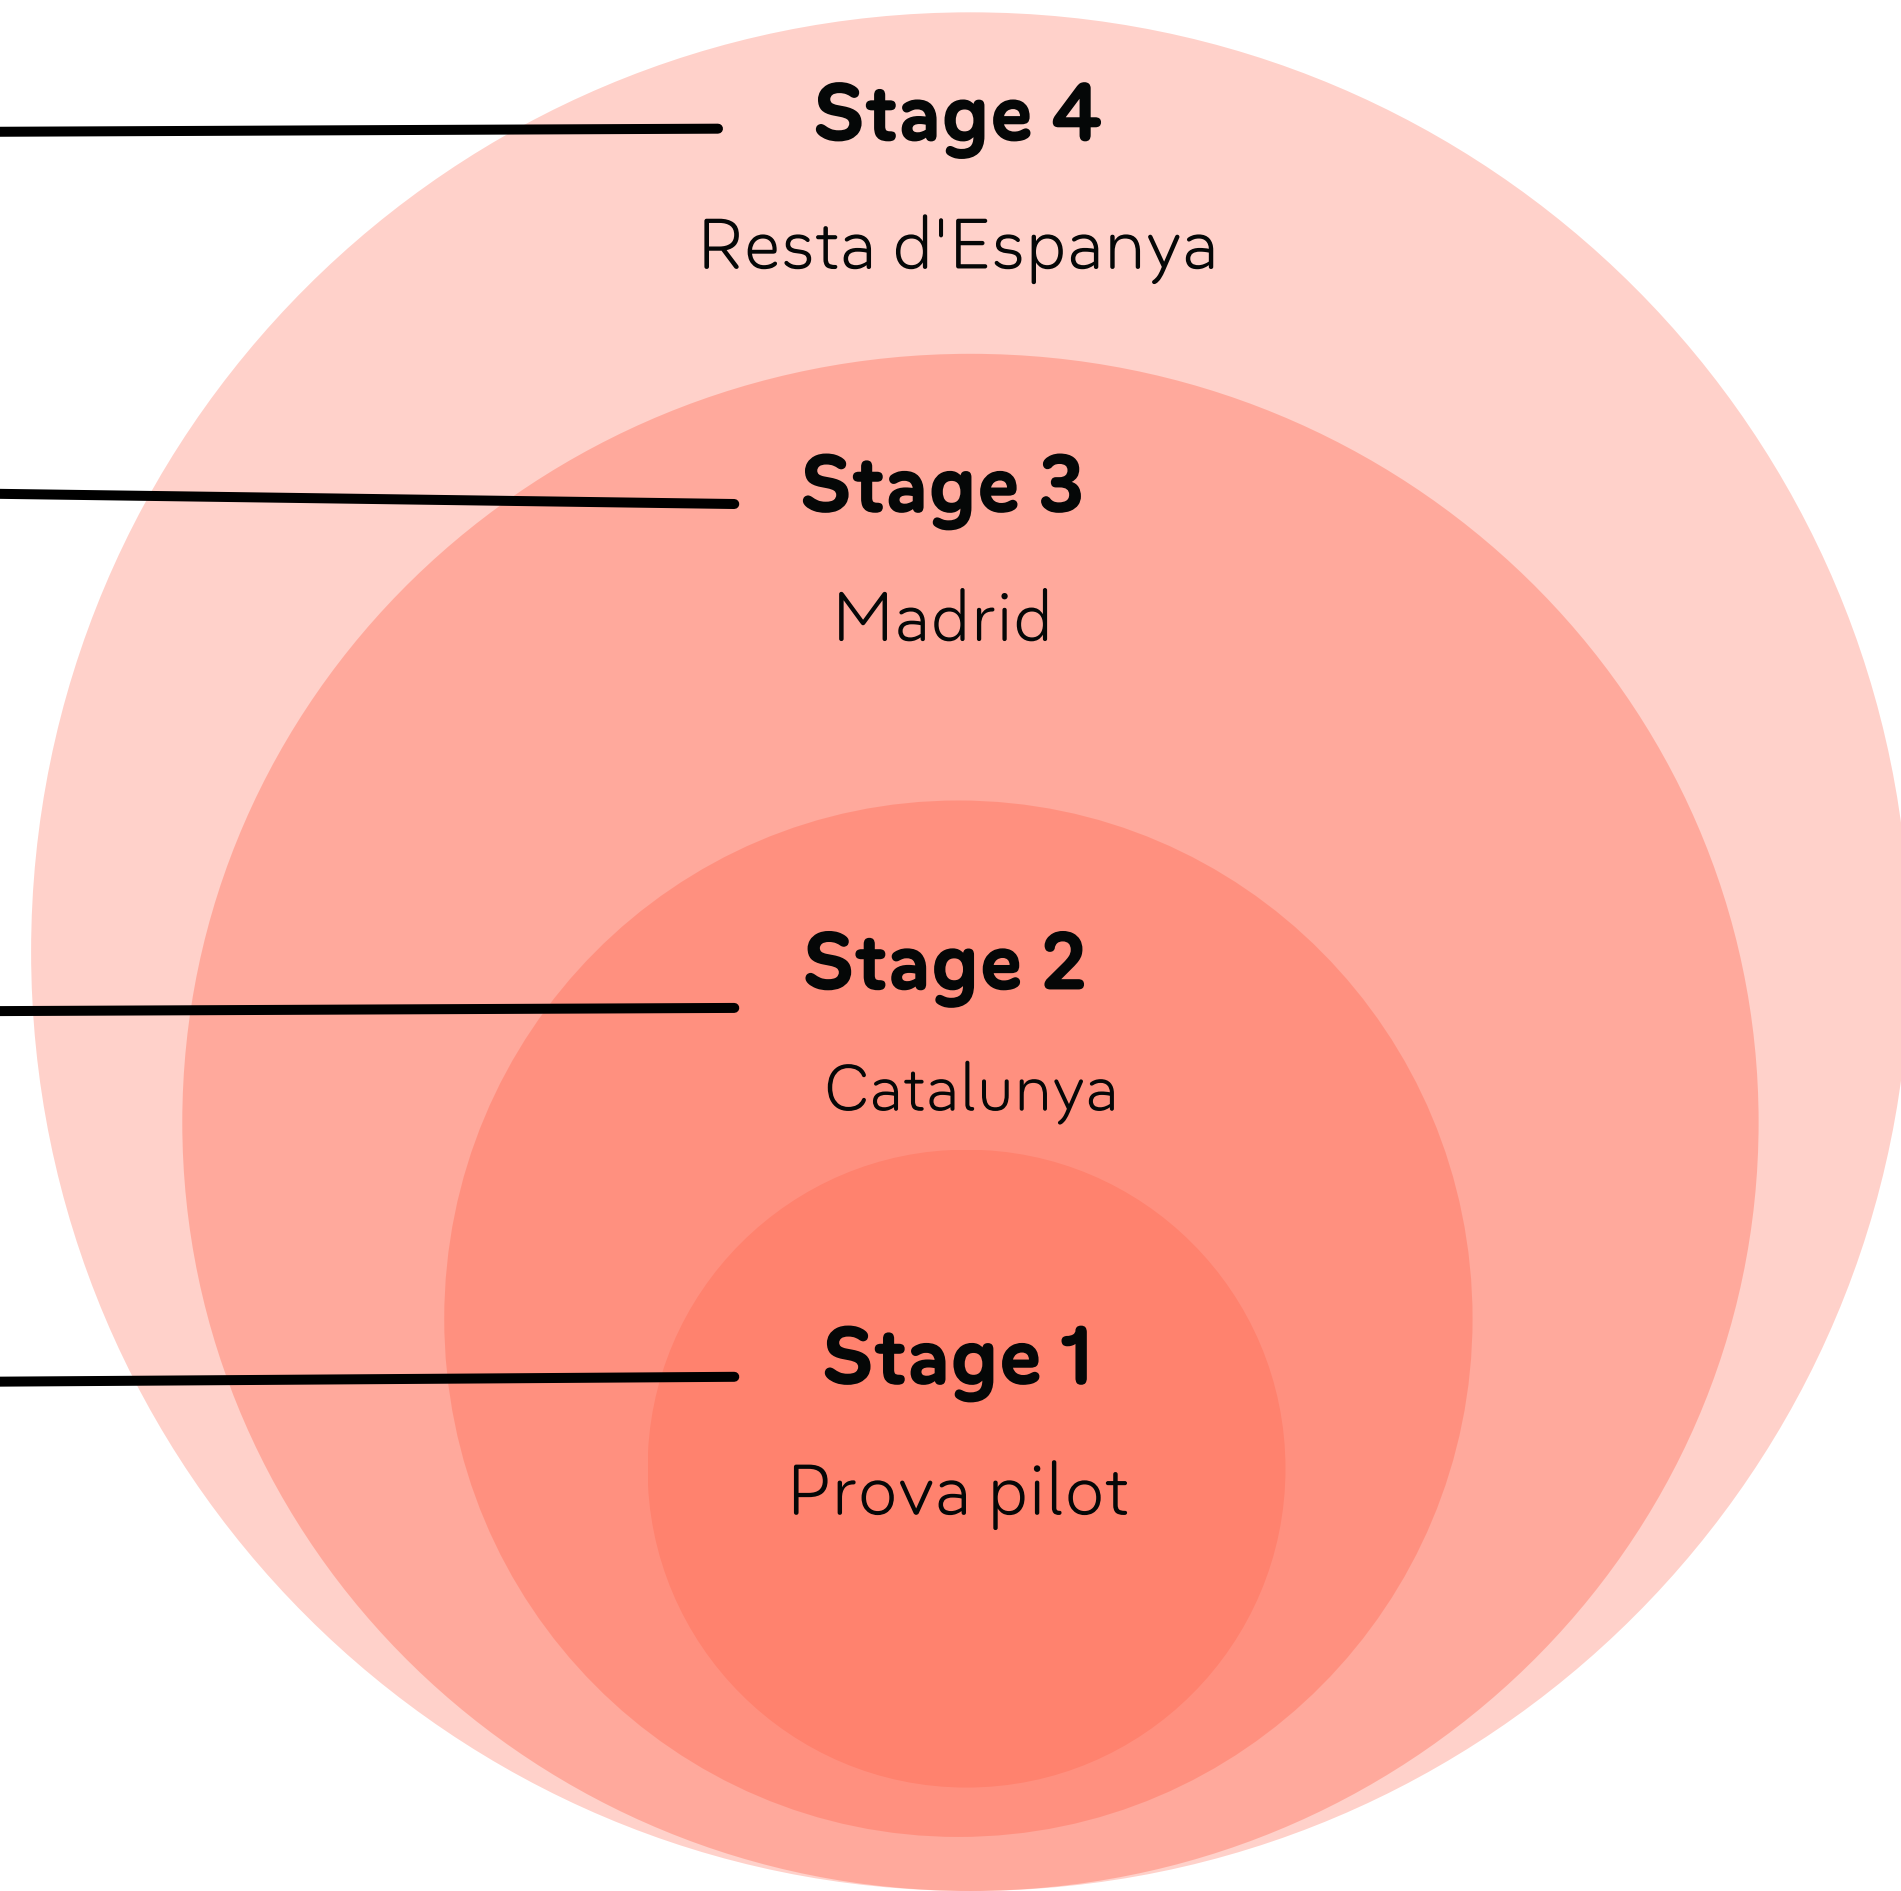 Stage 4
Resta d'Espanya
Stage 3
Madrid
Stage 2
Catalunya
Stage 1
Prova pilot